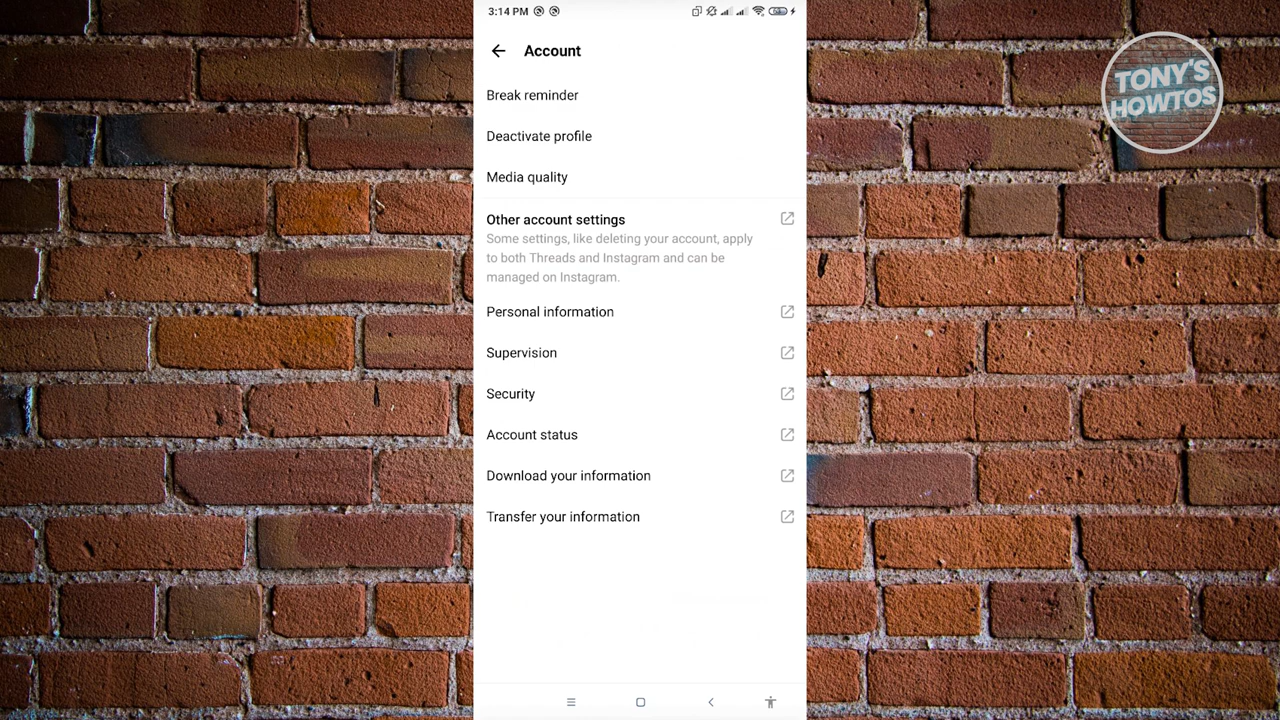 3:14 PM
TONY'S
HOWTOS
Account
Break reminder
Deactivate profile
Media quality
Other account settings
Some settings, like deleting your account, apply
to both Threads and Instagram and can be
managed on Instagram.
Personal information
Supervision
Security
Account status
Download your information
Transfer your information